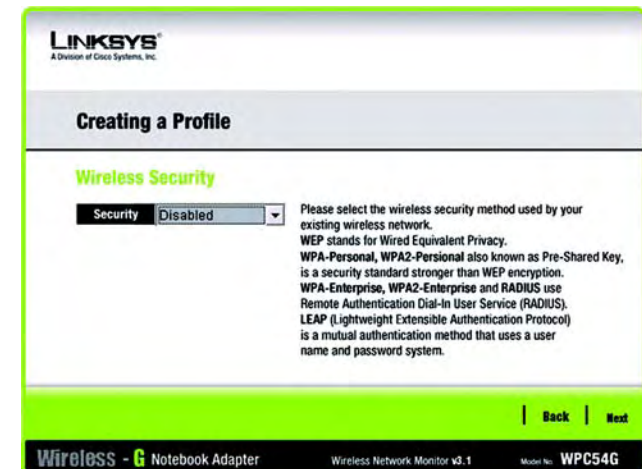 LINKSYS®
A Division of Cisco Systems, Inc.
Creating a Profile
Wireless Security
Security Disabled
Please select the wireless security method used by your
existing wireless network.
WEP stands for Wired Equivalent Privacy.
WPA-Personal, WPA2-Persional also known as Pre-Shared Key,
is a security standard stronger than WEP encryption.
WPA-Enterprise, WPA2-Enterprise and RADIUS use
Remote Authentication Dial-In User Service (RADIUS).
LEAP (Lightweight Extensible Authentication Protocol)
is a mutual authentication method that uses a user
name and password system.
Back Next
Wireless - G Notebook Adapter Wireless Network Monitor v3.1 Model No. WPC54G